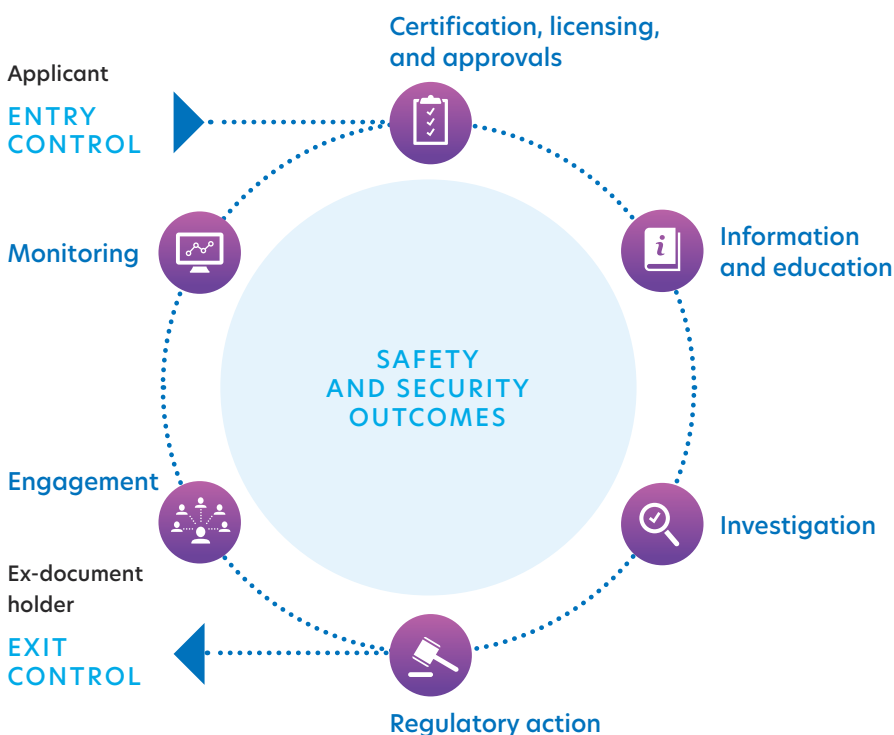 Certification, licensing,
and approvals
Applicant
ENTRY
CONTROL
Monitoring
Information
and education
SAFETY
AND SECURITY
OUTCOMES
Engagement
Investigation
Ex-document
holder
EXIT
CONTROL
Regulatory action